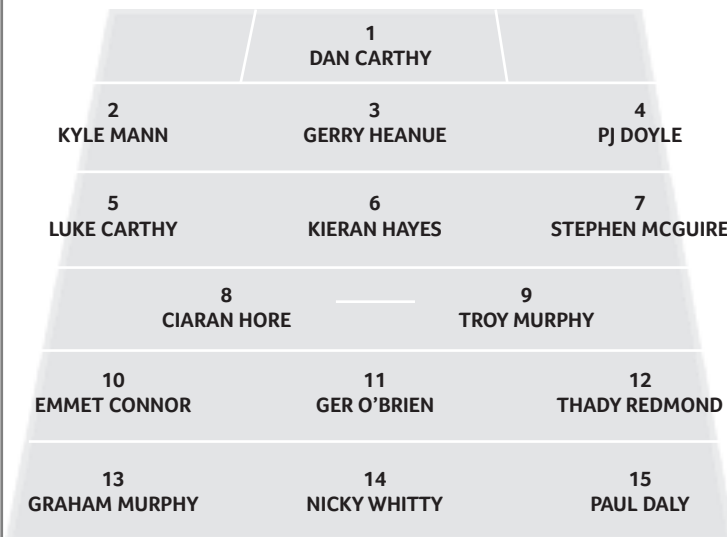 1
DAN CARTHY
2 3 4
KYLE MANN GERRY HEANUE PJ DOYLE
5 6 7
LUKE CARTHY KIERAN HAYES STEPHEN MCGUIRE
8 9
CIARAN HORE TROY MURPHY
10 11 12
EMMET CONNOR GER O’BRIEN THADY REDMOND
13 14 15
GRAHAM MURPHY NICKY WHITTY PAUL DALY